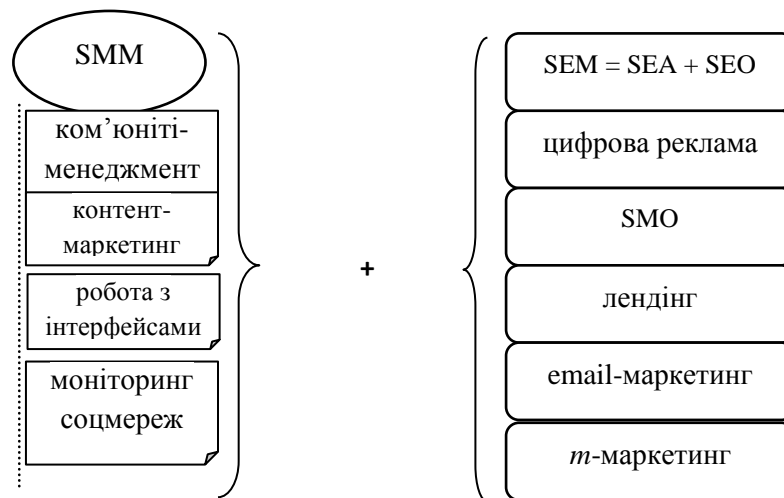 SMM
ком’юніті-
менеджмент
контент-
маркетинг
робота з
інтерфейсами
моніторинг
соцмереж
+
SEM = SEA + SEO
цифрова реклама
SMO
лендінг
email-маркетинг
m-маркетинг